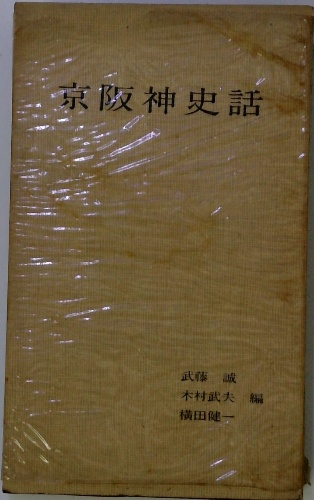 京阪神史話
武藤 誠
木村武夫 編
横田健一